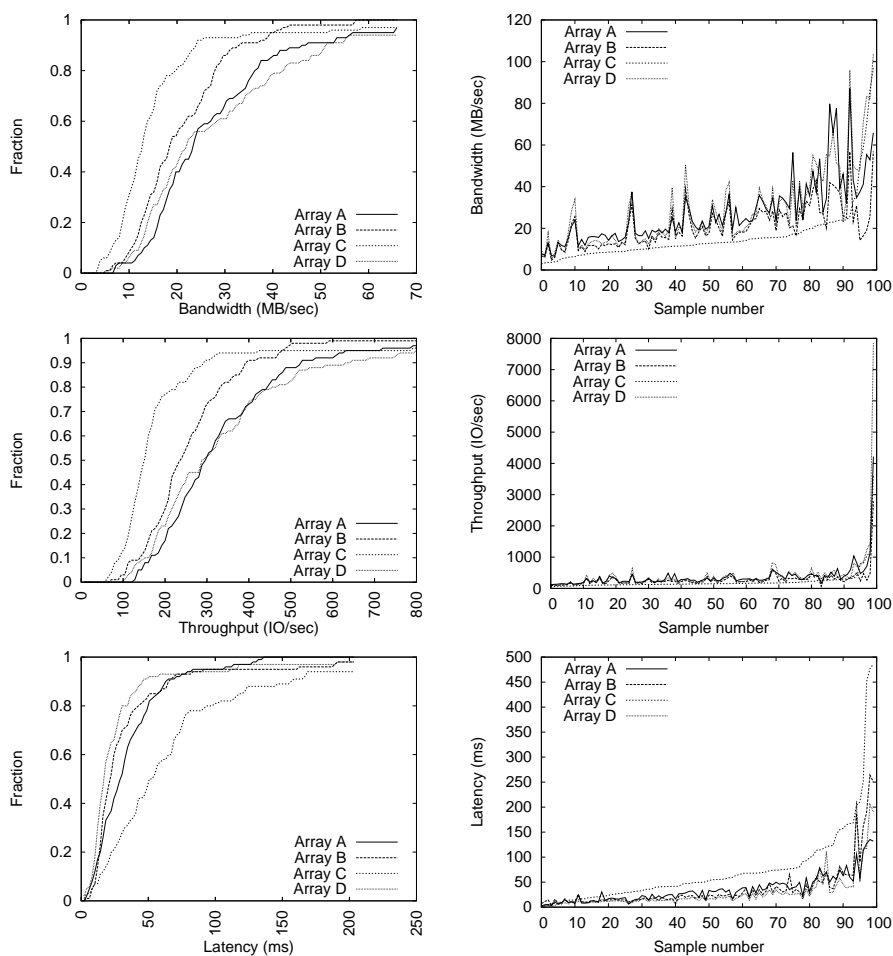 Fraction
1
0.8
0.6
0.4
0.2
0
0
10
20
30
40
50
60
70
Bandwidth (MB/sec)
Array A
Array B
Array C
Array D
Bandwidth (MB/sec)
120
100
80
60
40
20
0
0 10 20 30 40 50 60 70 80 90 100
Sample number
Array A
Array B
Array C
Array D
Fraction
1
0.9
0.8
0.7
0.6
0.5
0.4
0.3
0.2
0.1
0
0
100
200
300
400
500
600
700
800
Throughput (IO/sec)
Array A
Array B
Array C
Array D
Throughput (IO/sec)
8000
7000
6000
5000
4000
3000
2000
1000
0
0 10 20 30 40 50 60 70 80 90 100
Sample number
Array A
Array B
Array C
Array D
Fraction
1
0.8
0.6
0.4
0.2
0
0
50
100
150
200
250
Latency (ms)
Array A
Array B
Array C
Array D
Latency (ms)
500
450
400
350
300
250
200
150
100
50
0
0 10 20 30 40 50 60 70 80 90 100
Sample number
Array A
Array B
Array C
Array D